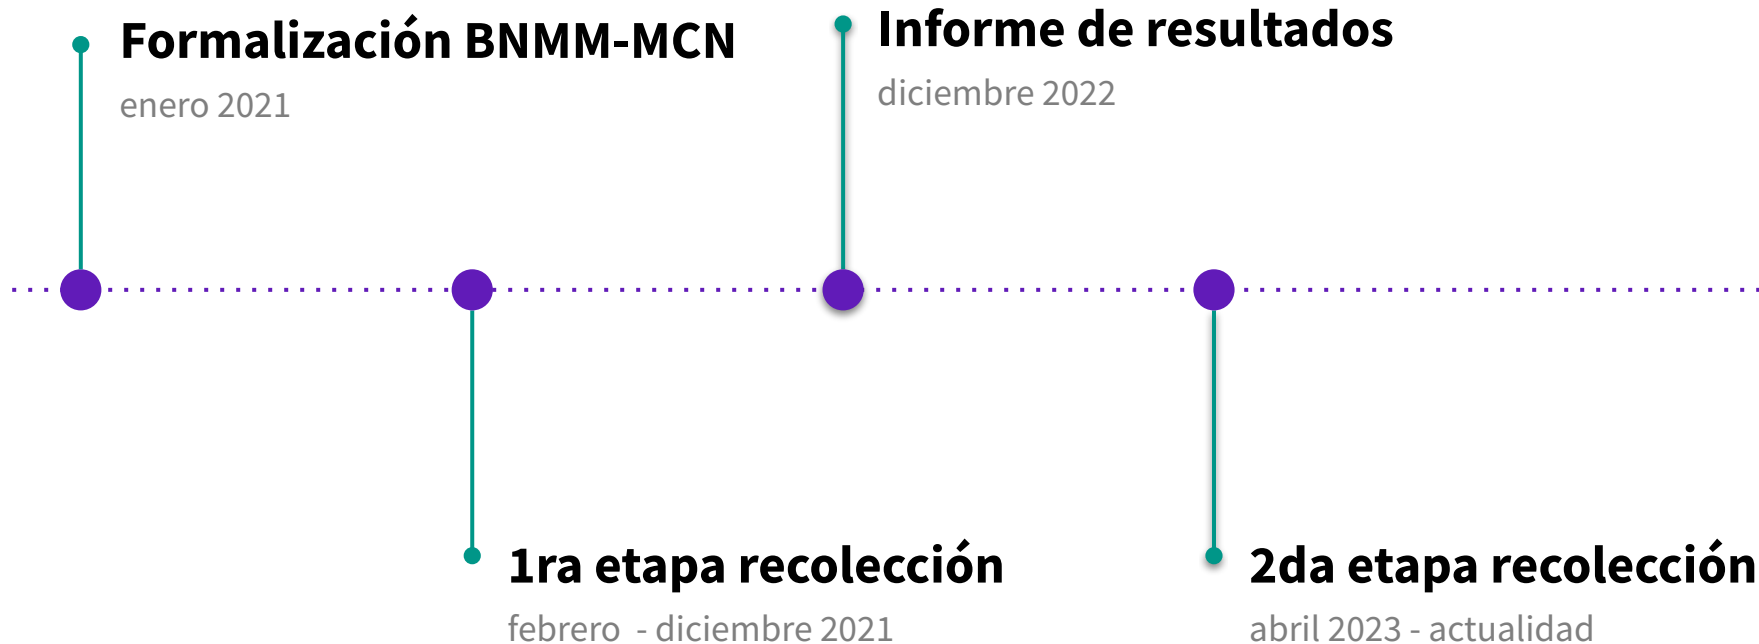 Formalización BNMM-MCN
enero 2021
Informe de resultados
diciembre 2022
1ra etapa recolección
febrero - diciembre 2021
2da etapa recolección
abril 2023 - actualidad